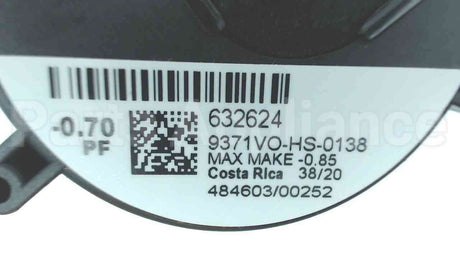 -0.70
PF
632624
9371VO-HS-0138
MAX MAKE -0.85
Costa Rica 38/20
484603/00252